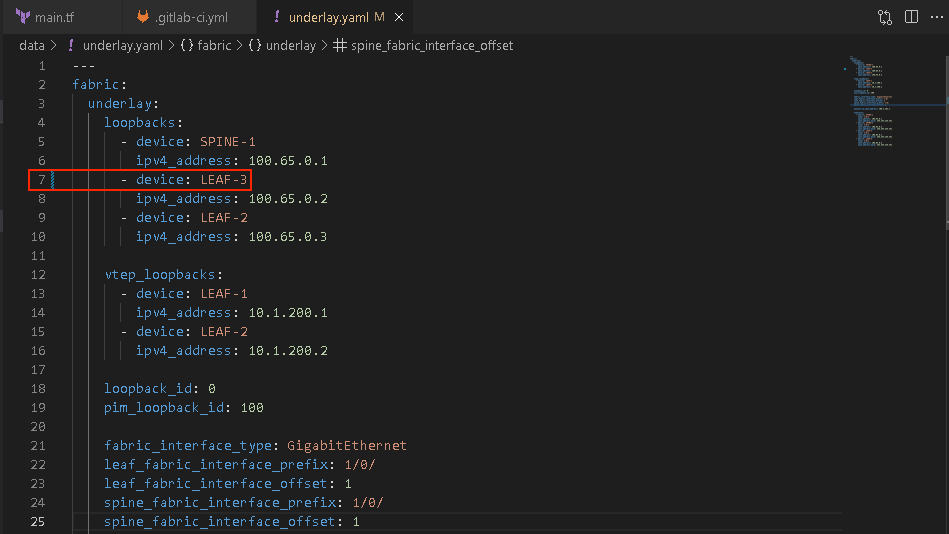 main.tf
.gitlab-ci.yml
! underlay.yaml M ×
data > ! underlay.yaml > {} fabric > {} underlay > # spine_fabric_interface_offset
1 ---
2 fabric:
3 underlay:
4 loopbacks:
5 - device: SPINE-1
6 ipv4_address: 100.65.0.1
7 - device: LEAF-3
8 ipv4_address: 100.65.0.2
9 - device: LEAF-2
10 ipv4_address: 100.65.0.3
11
12 vtep_loopbacks:
13 - device: LEAF-1
14 ipv4_address: 10.1.200.1
15 - device: LEAF-2
16 ipv4_address: 10.1.200.2
17
18 loopback_id: 0
19 pim_loopback_id: 100
20
21 fabric_interface_type: GigabitEthernet
22 leaf_fabric_interface_prefix: 1/0/
23 leaf_fabric_interface_offset: 1
24 spine_fabric_interface_prefix: 1/0/
25 spine_fabric_interface_offset: 1